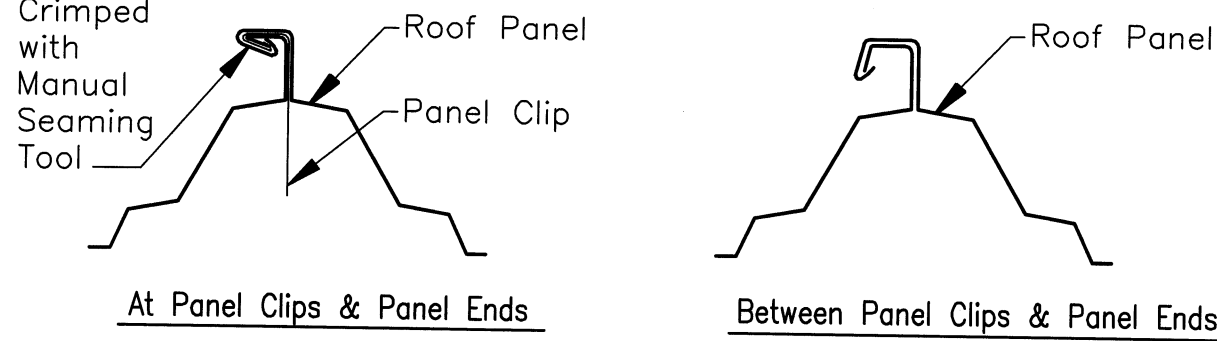 Crimped
with
Manual
Seaming
Tool
Roof Panel
Panel Clip
At Panel Clips & Panel Ends
Roof Panel
Between Panel Clips & Panel Ends